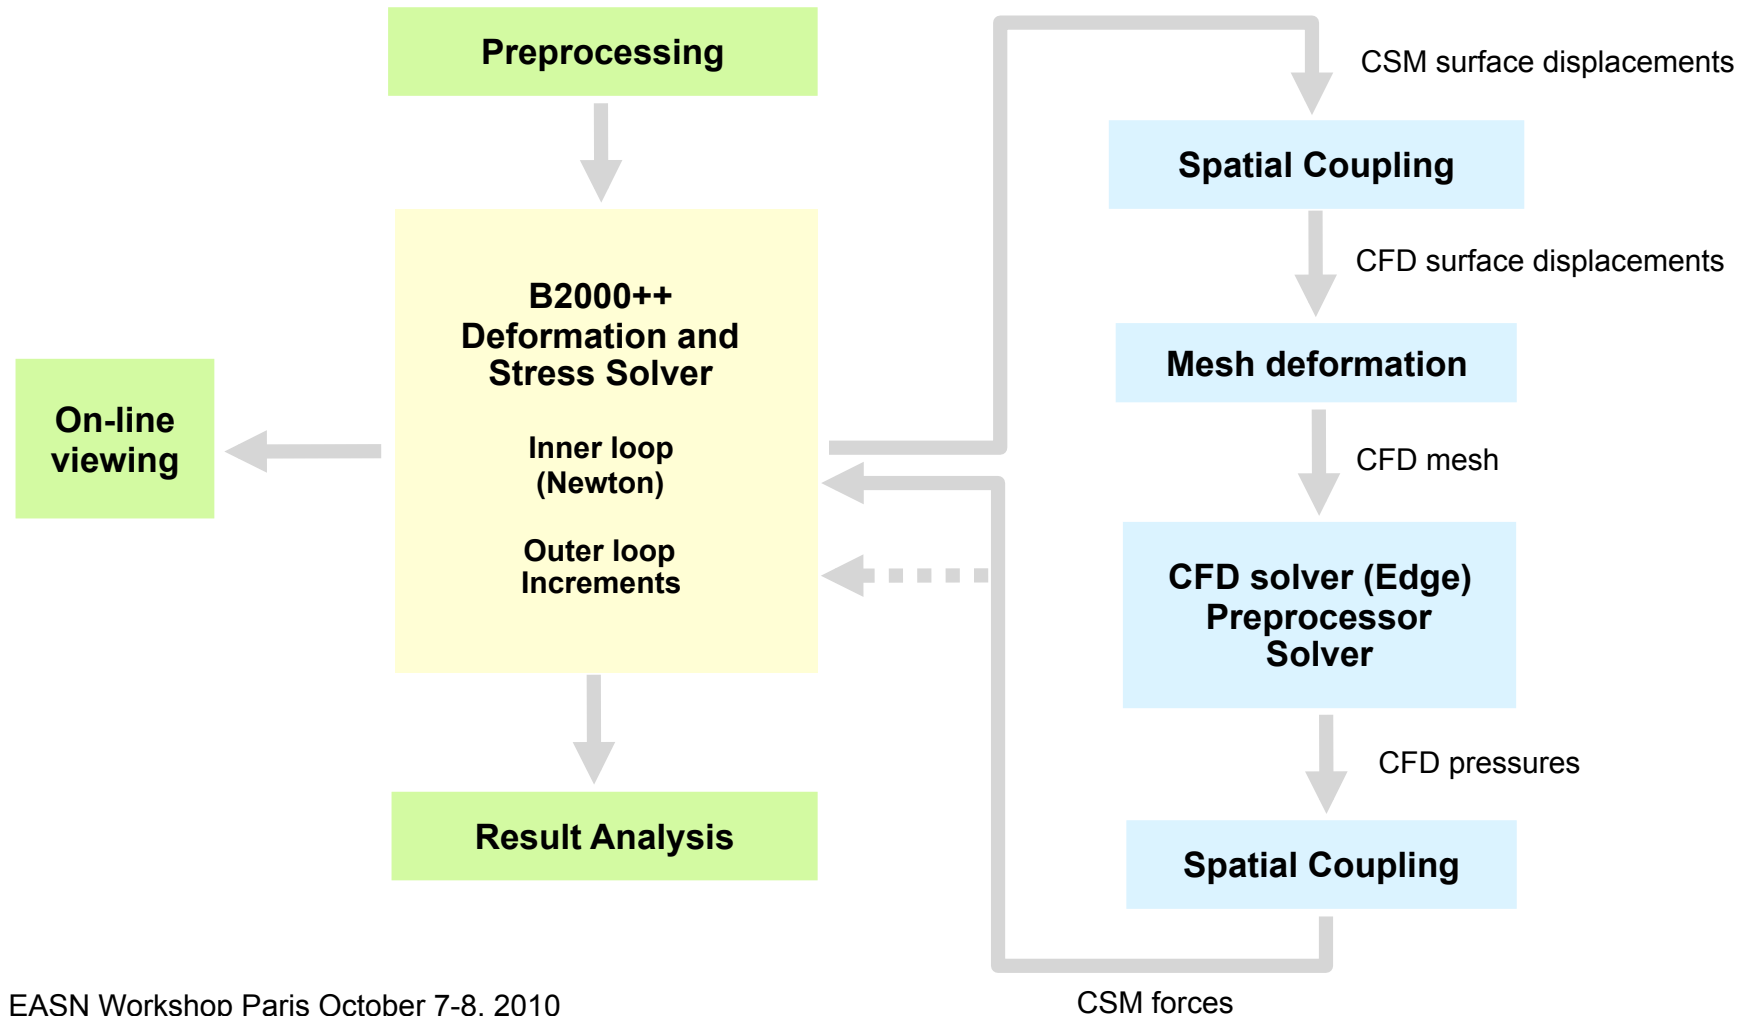 Preprocessing
CSM surface displacements
Spatial Coupling
CFD surface displacements
B2000++
Deformation and
Stress Solver
Mesh deformation
On-line
viewing
Inner loop
(Newton)
CFD mesh
Outer loop
Increments
CFD solver (Edge)
Preprocessor
Solver
CFD pressures
Result Analysis
Spatial Coupling
CSM forces
EASN Workshop Paris October 7-8, 2010